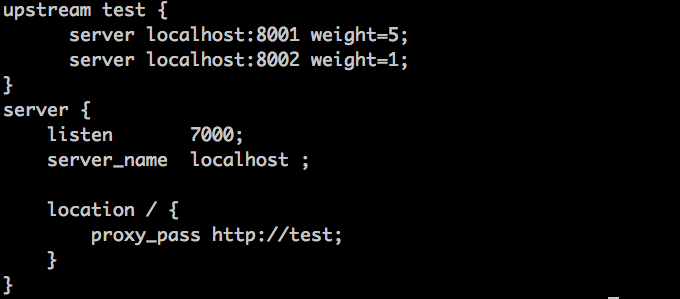 upstream test {
      server localhost:8001 weight=5;
      server localhost:8002 weight=1;
}
server {
    listen       7000;
    server_name  localhost ;

    location / {
        proxy_pass http://test;
    }
}